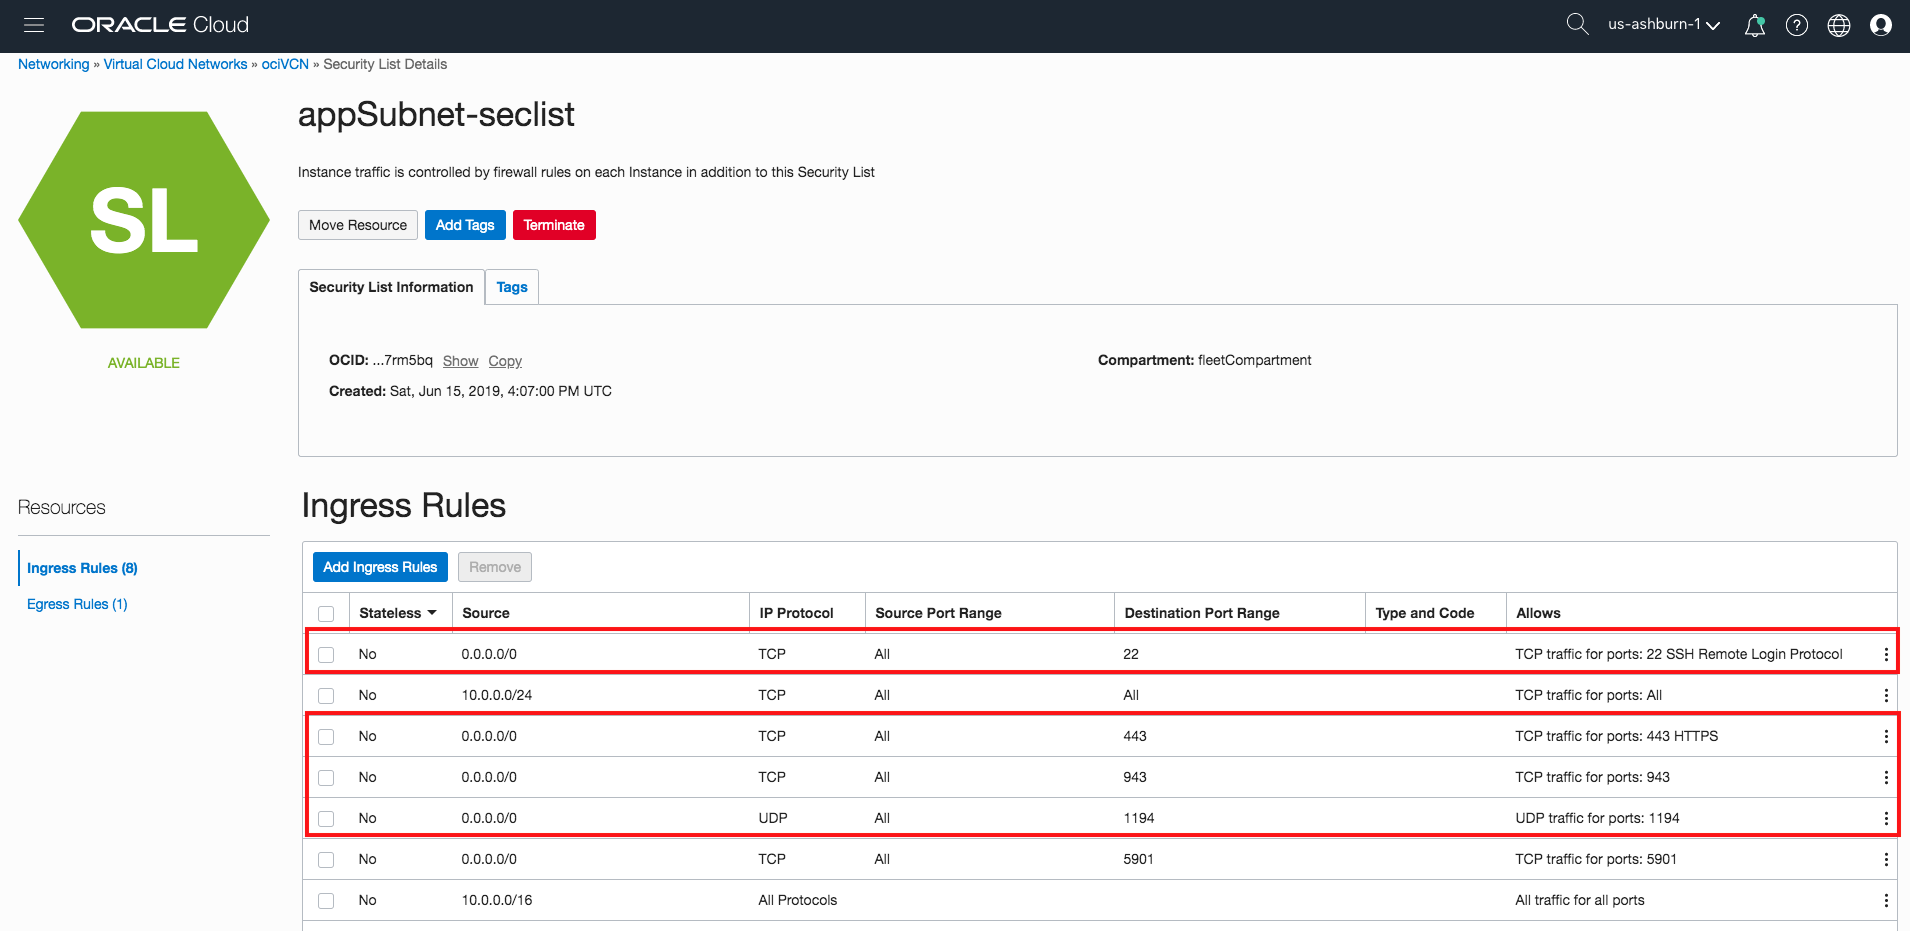 ORACLE Cloud us-ashburn-1 ?
Networking » Virtual Cloud Networks » ociVCN » Security List Details
SL
AVAILABLE
appSubnet-seclist
Instance traffic is controlled by firewall rules on each Instance in addition to this Security List
Move Resource Add Tags Terminate
Security List Information Tags
OCID: ...7rm5bq Show Copy Compartment: fleetCompartment
Created: Sat, Jun 15, 2019, 4:07:00 PM UTC
Resources
Ingress Rules (8)
Egress Rules (1)
Ingress Rules
Add Ingress Rules Remove
Stateless Source IP Protocol Source Port Range Destination Port Range Type and Code Allows
No 0.0.0.0/0 TCP All 22 TCP traffic for ports: 22 SSH Remote Login Protocol
No 10.0.0.0/24 TCP All All TCP traffic for ports: All
No 0.0.0.0/0 TCP All 443 TCP traffic for ports: 443 HTTPS
No 0.0.0.0/0 TCP All 943 TCP traffic for ports: 943
No 0.0.0.0/0 UDP All 1194 UDP traffic for ports: 1194
No 0.0.0.0/0 TCP All 5901 TCP traffic for ports: 5901
No 10.0.0.0/16 All Protocols All traffic for all ports